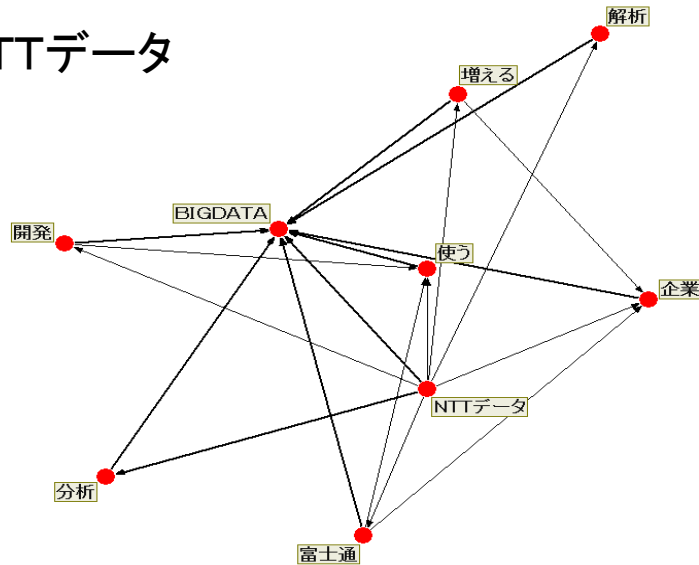 TTデータ
解析
増える
BIGDATA
開発
使う
企業
NTTデータ
分析
富士通